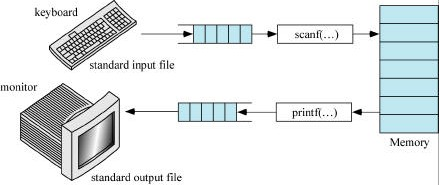 keyboard
scanf(...)
standard input file
monitor
printf(...)
Memory
standard output file